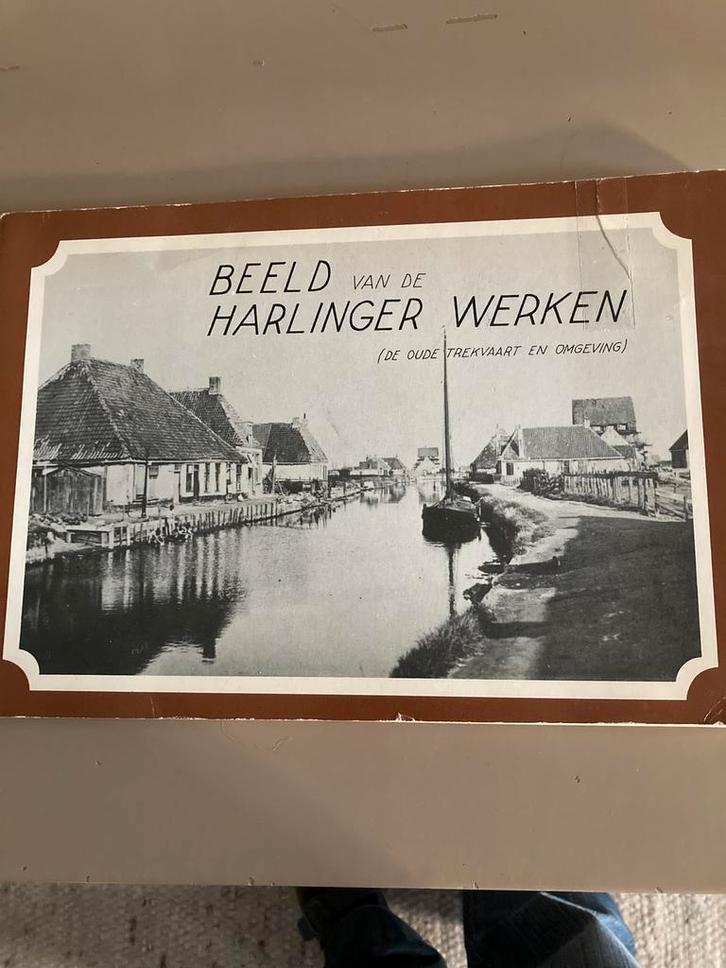 BEELD VAN DE
HARLINGER WERKEN
(DE OUDE TREKVAART EN OMGEVING)